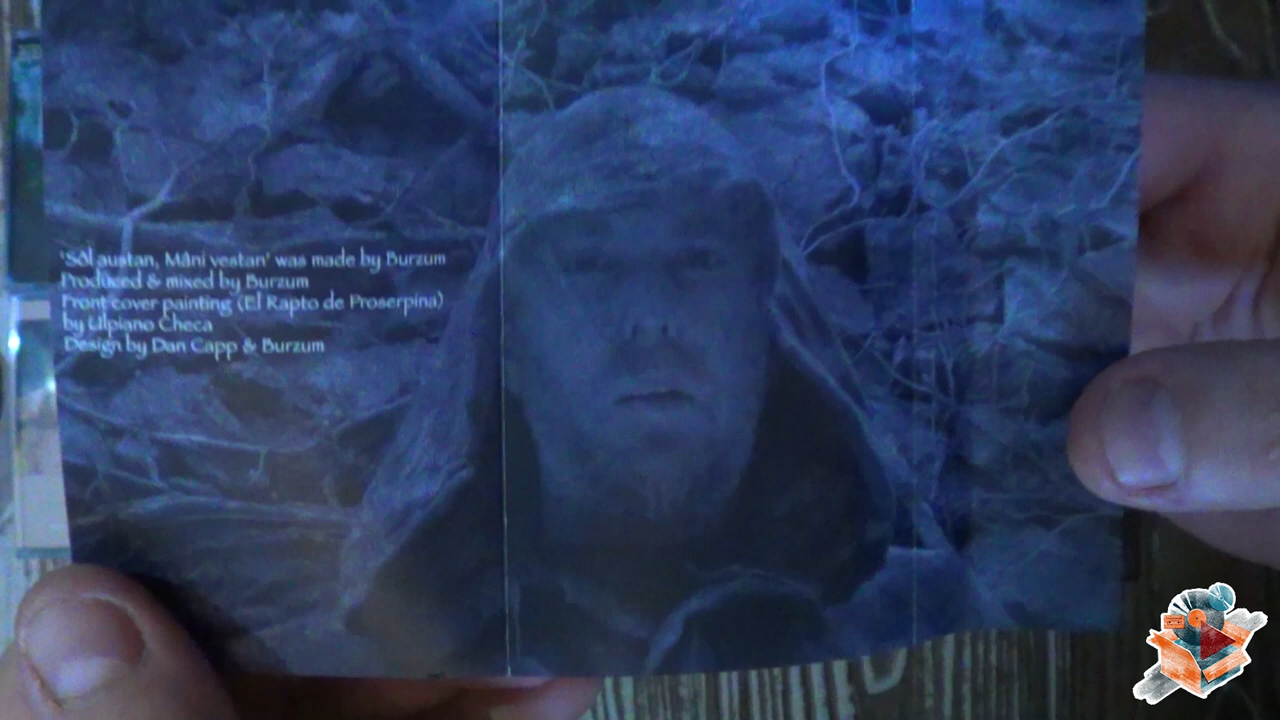 'Sôl austan, Mâni vestan' was made by Burzum
Produced & mixed by Burzum
Front cover painting (El Rapto de Proserpina)
by Ulpiano Checa
Design by Dan Capp & Burzum